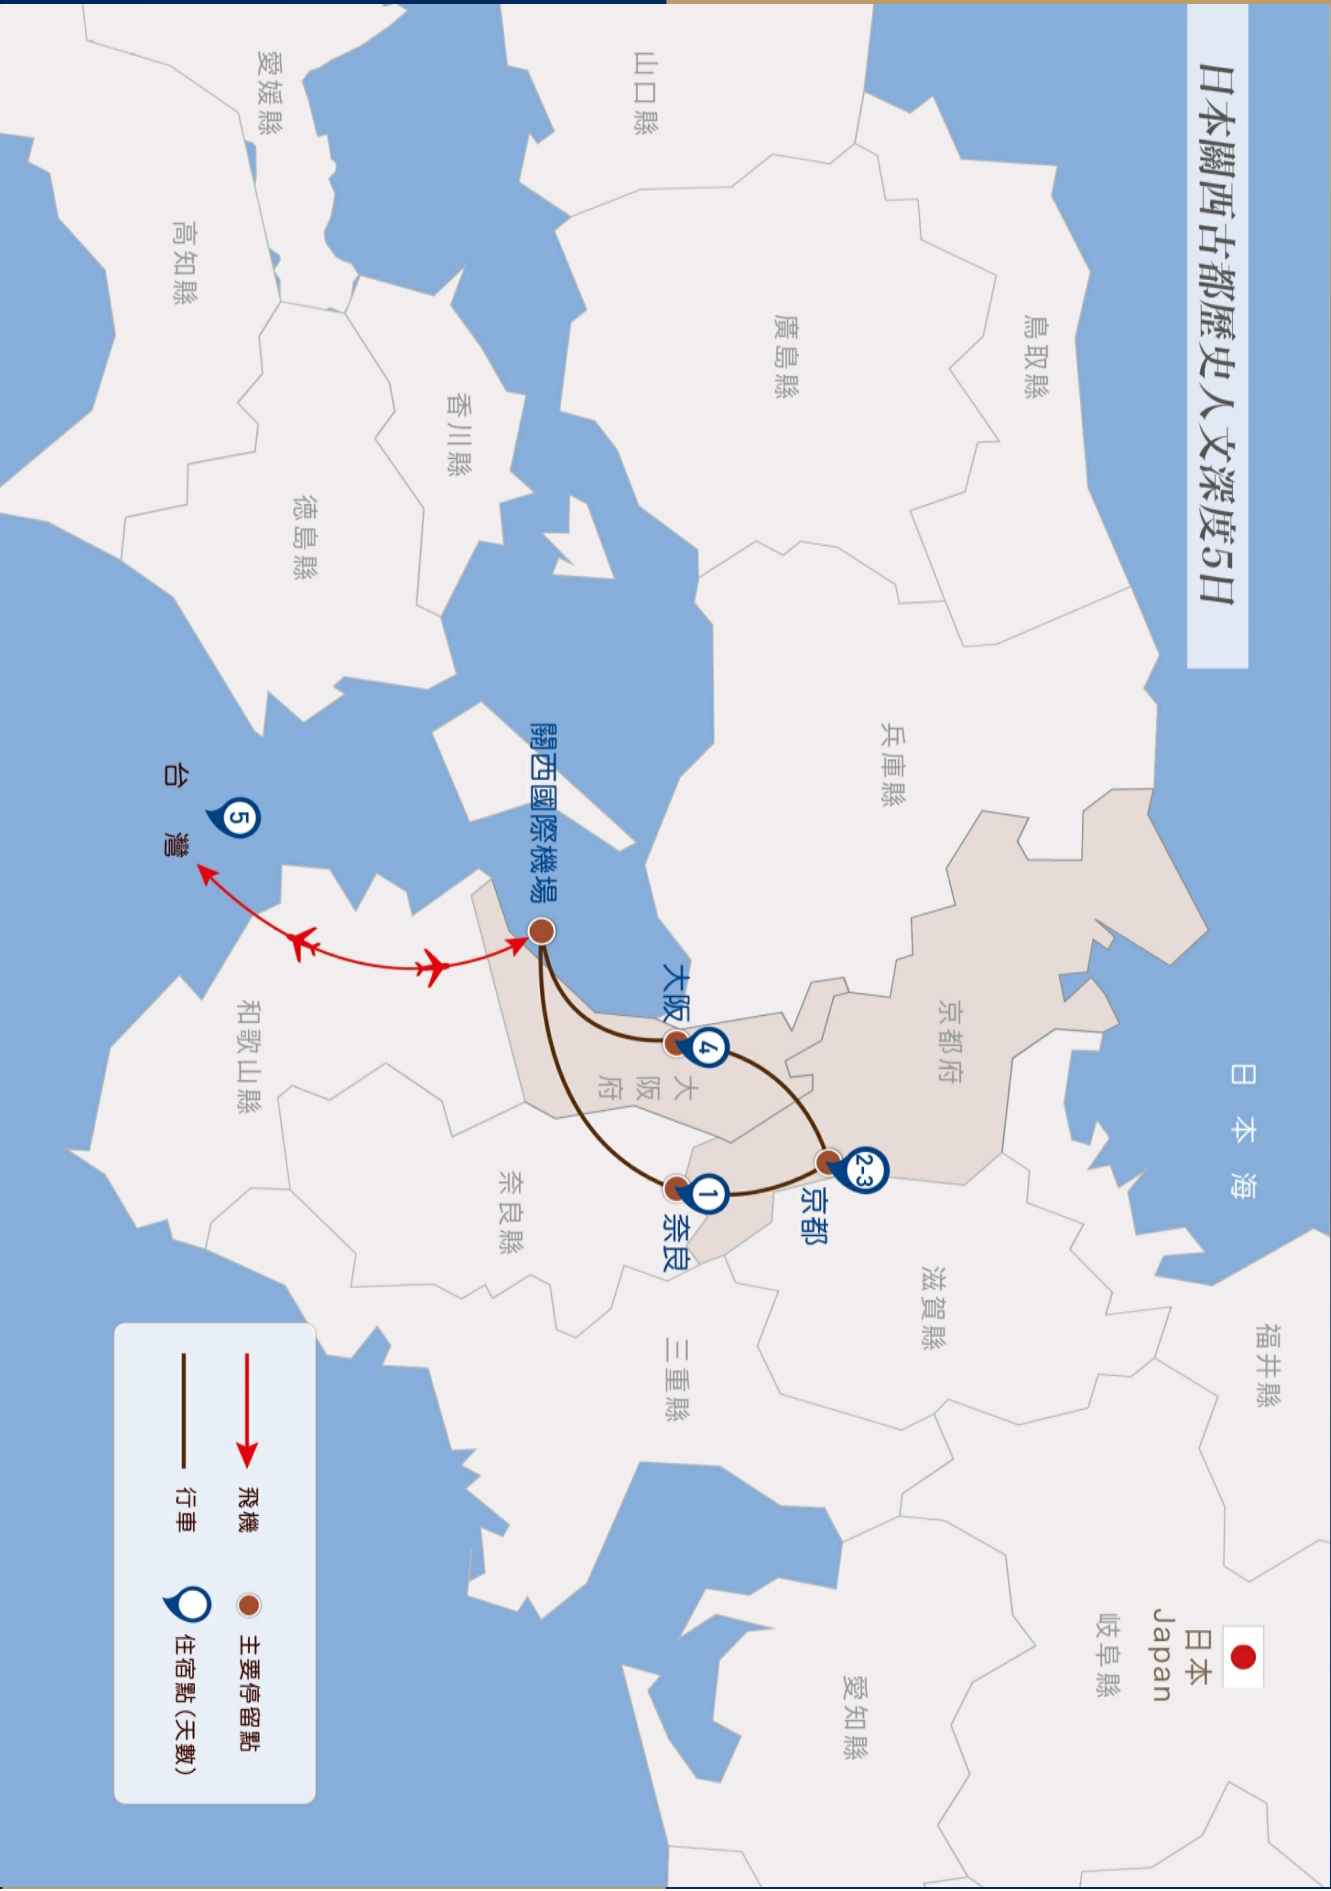 日本關西古都歷史人文深度5日
日本海
福井縣
日本
Japan
鳥取縣
山口縣
廣島縣
兵庫縣
京都府
滋賀縣
岐阜縣
愛知縣
2-3
京都
大阪
4
大阪府
1
奈良
關西國際機場
香川縣
愛媛縣
徳島縣
高知縣
奈良縣
三重縣
和歌山縣
5
台灣
飛機
主要停留點
行車
住宿點(天數)